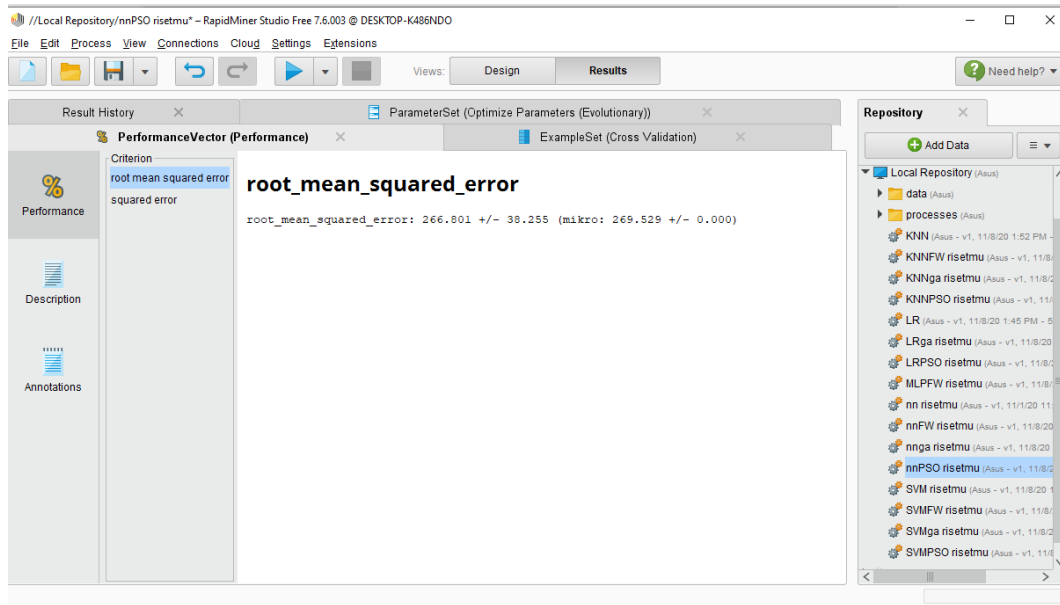 //Local Repository/nnPSO risetmu* – RapidMiner Studio Free 7.6.003 @ DESKTOP-K486NDO
File Edit Process View Connections Cloud Settings Extensions
Views: Design Results Need help?
Result History ParameterSet (Optimize Parameters (Evolutionary))
PerformanceVector (Performance) ExampleSet (Cross Validation)
Performance
Description
Annotations
Criterion
root mean squared error
squared error
root_mean_squared_error
root_mean_squared_error: 266.801 +/- 38.255 (mikro: 269.529 +/- 0.000)
Repository
Add Data
Local Repository (Asus)
data (Asus)
processes (Asus)
KNN (Asus - v1, 11/8/20 1:52 PM -
KNNFW risetmu (Asus - v1, 11/8/
KNNga risetmu (Asus - v1, 11/8/2
KNNPSO risetmu (Asus - v1, 11/
LR (Asus - v1, 11/8/20 1:45 PM - 5
LRga risetmu (Asus - v1, 11/8/20
LRPSO risetmu (Asus - v1, 11/8/
MLPFW risetmu (Asus - v1, 11/8/
nn risetmu (Asus - v1, 11/1/20 11:
nnFW risetmu (Asus - v1, 11/8/20
nnga risetmu (Asus - v1, 11/8/20
nnPSO risetmu (Asus - v1, 11/8/2
SVM risetmu (Asus - v1, 11/8/20 1
SVMFW risetmu (Asus - v1, 11/8/
SVMga risetmu (Asus - v1, 11/8/2
SVMPSO risetmu (Asus - v1, 11/8